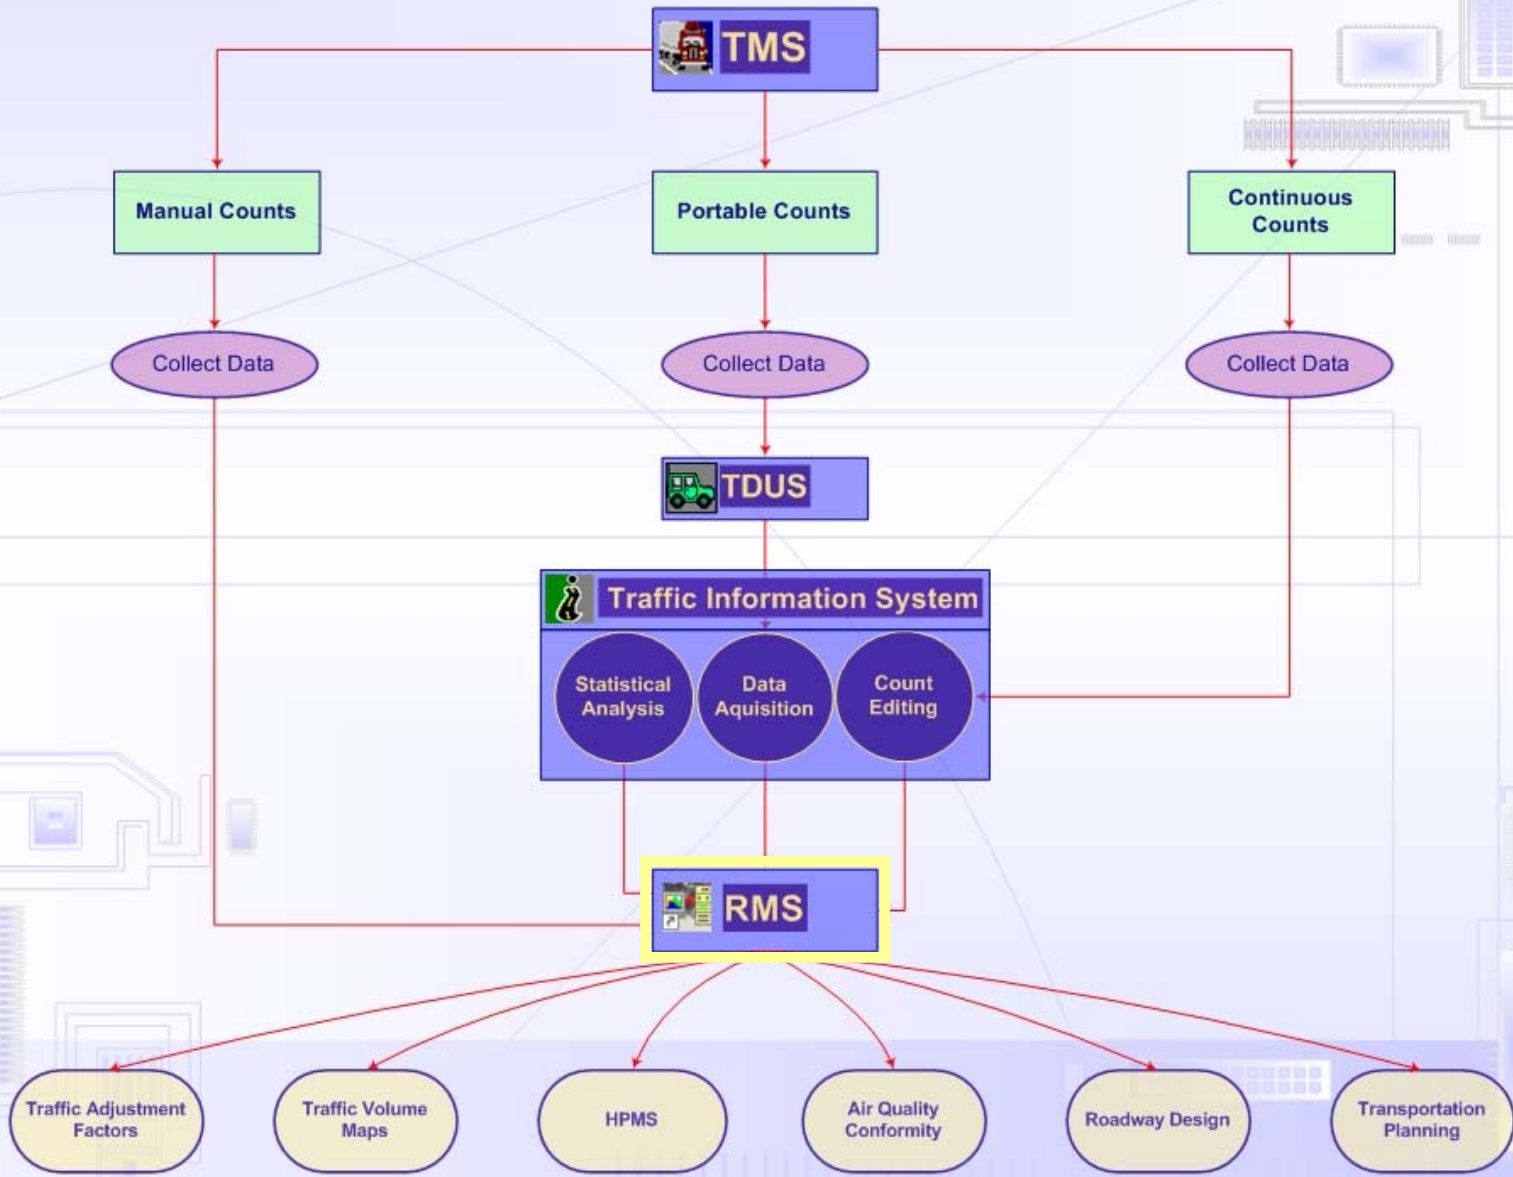 TMS
Manual Counts
Portable Counts
Continuous
Counts
Collect Data
Collect Data
Collect Data
TDUS
Traffic Information System
Statistical
Analysis
Data
Aquisition
Count
Editing
RMS
Traffic Adjustment
Factors
Traffic Volume
Maps
HPMS
Air Quality
Conformity
Roadway Design
Transportation
Planning